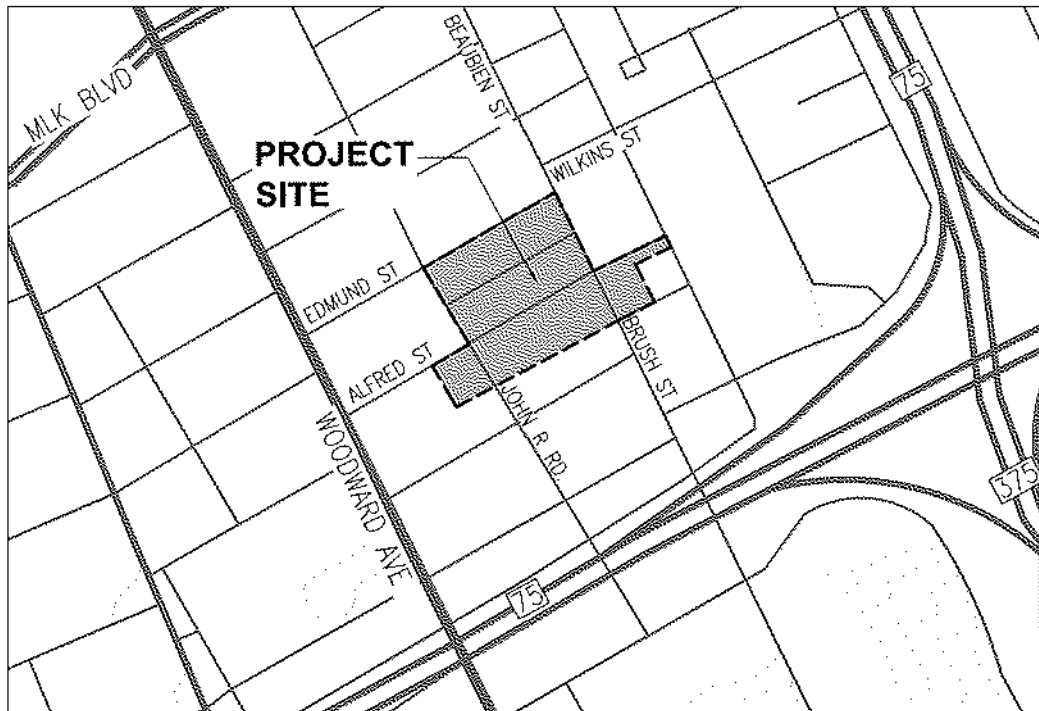 MLK BLVD
BEAUBIEN ST
75
PROJECT
SITE
WILKINS ST
EDMUND ST
ALFRED ST
BRUSH ST
WOODWARD AVE
JOHN R RD.
375
75